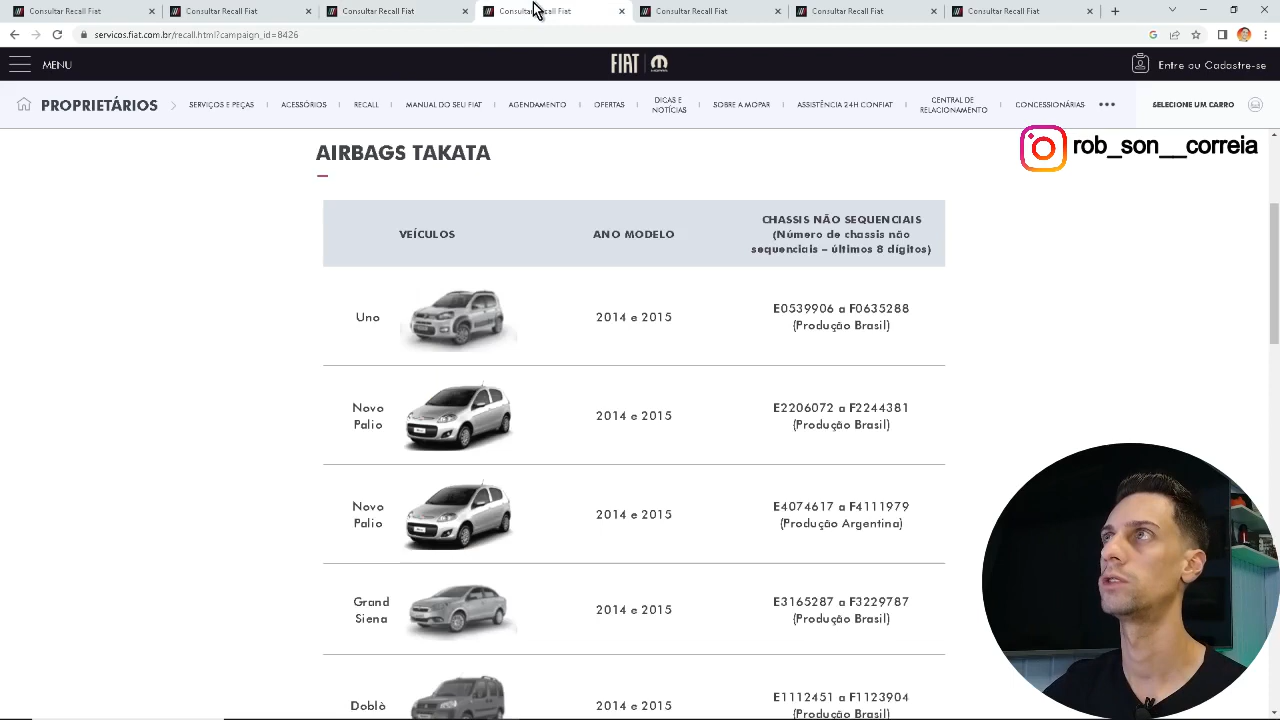 Consultar Recall Fiat
Consultar Recall Fiat
Consultar Recall Fiat
Consultar Recall Fiat
Consultar Recall Fiat
Consultar Recall Fiat
Consultar Recall Fiat
servicos.fiat.com.br/recall.html?campaign_id=8426
MENU
FIAT
Entre ou Cadastre-se
PROPRIETÁRIOS
SERVIÇOS E PEÇAS
ACESSÓRIOS
RECALL
MANUAL DO SEU FIAT
AGENDAMENTO
OFERTAS
DICAS E
NOTÍCIAS
SOBRE A MOPAR
ASSISTÊNCIA 24H CONFIAT
CENTRAL DE
RELACIONAMENTO
CONCESSIONÁRIAS
SELECIONE UM CARRO
AIRBAGS TAKATA
rob_son__correia
VEÍCULOS
ANO MODELO
CHASSIS NÃO SEQUENCIAIS
(Número de chassis não
sequenciais – últimos 8 dígitos)
Uno
2014 e 2015
E0539906 a F0635288
(Produção Brasil)
Novo
Palio
2014 e 2015
E2206072 a F2244381
(Produção Brasil)
Novo
Palio
2014 e 2015
E4074617 a F4111979
(Produção Argentina)
Grand
Siena
2014 e 2015
E3165287 a F3229787
(Produção Brasil)
Doblò
E1112451 a F1123904
(Produção Brasil)